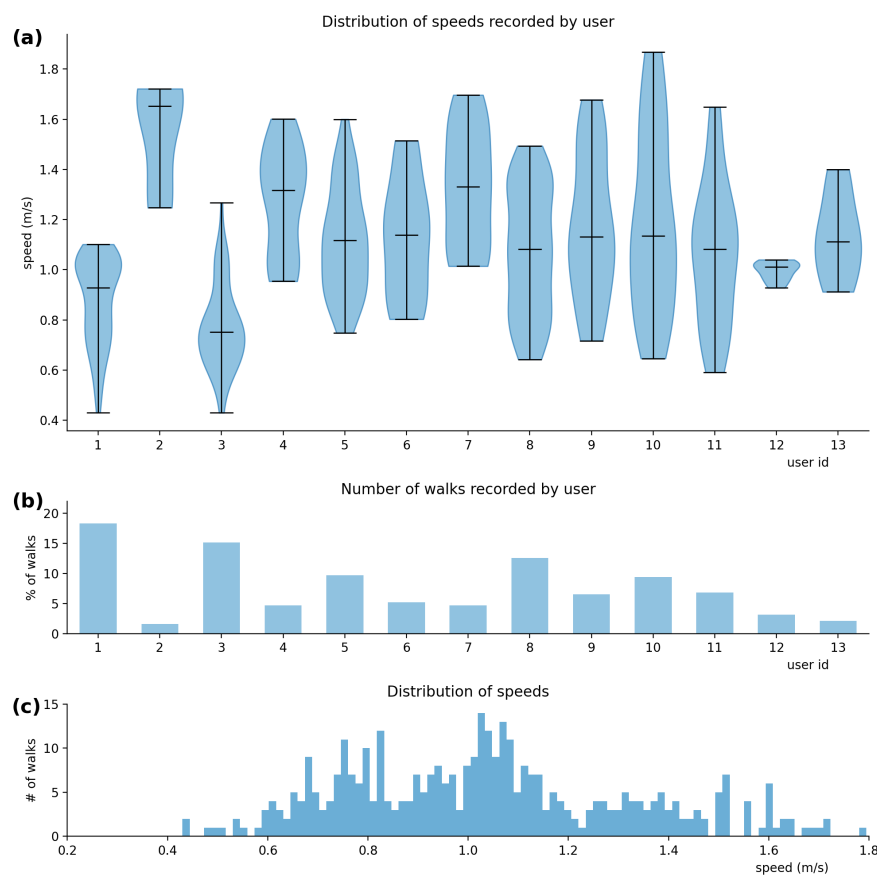 Distribution of speeds recorded by user
(a)
speed (m/s)
1.8
1.6
1.4
1.2
1.0
0.8
0.6
0.4
1 2 3 4 5 6 7 8 9 10 11 12 13
user id
Number of walks recorded by user
(b)
% of walks
20
15
10
5
0
1 2 3 4 5 6 7 8 9 10 11 12 13
user id
Distribution of speeds
(c)
# of walks
15
10
5
0
0.2 0.4 0.6 0.8 1.0 1.2 1.4 1.6 1.8
speed (m/s)